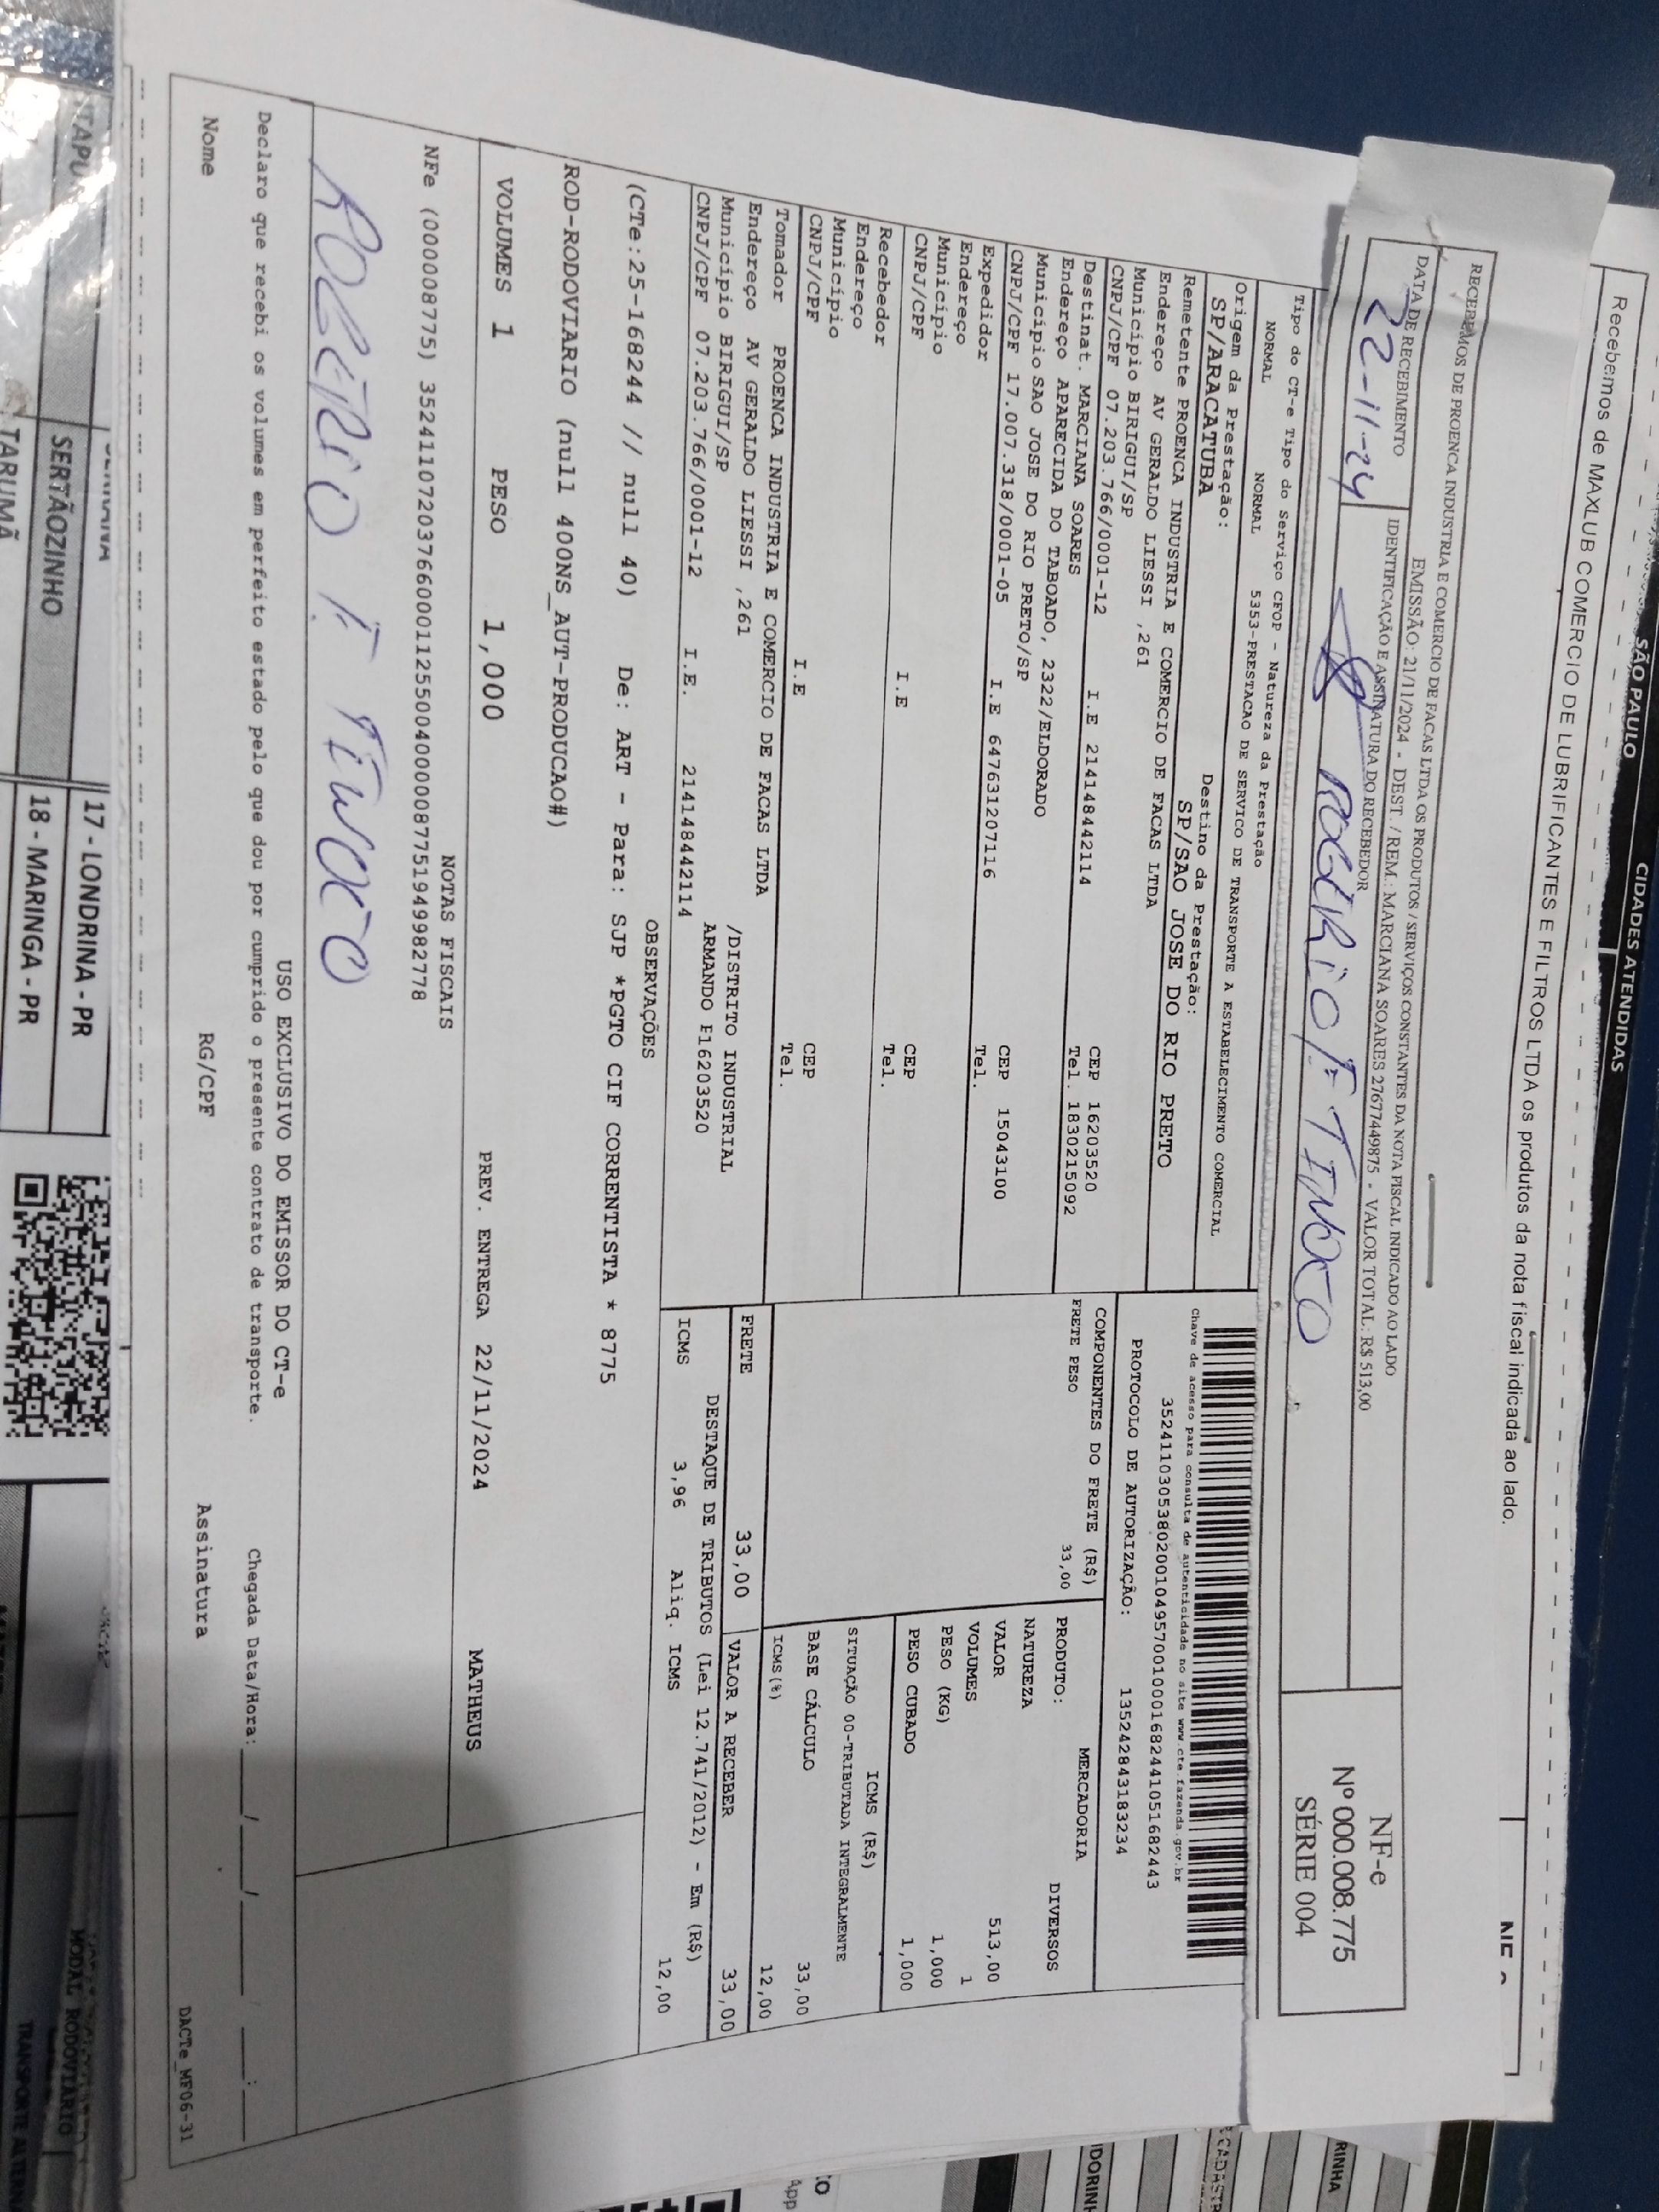 SÃO PAULO
CIDADES ATENDIDAS
Recebemos de MAXLUB COMERCIO DE LUBRIFICANTES E FILTROS LTDA os produtos da nota fiscal indicada ao lado.
RECEBEMOS DE PROENCA INDUSTRIA E COMERCIO DE FACAS LTDA OS PRODUTOS / SERVIÇOS CONSTANTES DA NOTA FISCAL INDICADO AO LADO
EMISSÃO: 21/11/2024 - DEST. / REM.: MARCIANA SOARES 27677449875 - VALOR TOTAL: R$ 513,00
DATA DE RECEBIMENTO
IDENTIFICAÇÃO E ASSINATURA DO RECEBEDOR
22-11-24
ROGÉRIO F. TINOCO
NF-e
Nº 000.008.775
SÉRIE 004
Tipo do CT-e Tipo do Serviço CFOP - Natureza da Prestação
NORMAL NORMAL 5353-PRESTACAO DE SERVICO DE TRANSPORTE A ESTABELECIMENTO COMERCIAL
Origem da Prestação: Destino da Prestação:
SP/ARACATUBA SP/SAO JOSE DO RIO PRETO
Remetente PROENCA INDUSTRIA E COMERCIO DE FACAS LTDA
Endereço AV GERALDO LIESSI ,261
Município BIRIGUI/SP CEP 16203520
CNPJ/CPF 07.203.766/0001-12 I.E 214148442114 Tel. 1830215092
Destinat. MARCIANA SOARES
Endereço APARECIDA DO TABOADO, 2322/ELDORADO
Município SAO JOSE DO RIO PRETO/SP CEP 15043100
CNPJ/CPF 17.007.318/0001-05 I.E 647631207116 Tel.
Expedidor
Endereço
Município CEP
CNPJ/CPF I.E Tel.
Recebedor
Endereço
Município CEP
CNPJ/CPF I.E Tel.
Tomador PROENCA INDUSTRIA E COMERCIO DE FACAS LTDA
Endereço AV GERALDO LIESSI ,261 /DISTRITO INDUSTRIAL
Município BIRIGUI/SP ARMANDO F16203520
CNPJ/CPF 07.203.766/0001-12 I.E. 214148442114
chave de acesso para consulta de autenticidade no site www.cte.fazenda.gov.br
35241103053802001049570010001682441051682443
PROTOCOLO DE AUTORIZAÇÃO: 135242843183234
COMPONENTES DO FRETE (R$)
FRETE PESO 33,00
MERCADORIA
PRODUTO: DIVERSOS
NATUREZA
VALOR 513,00
VOLUMES 1
PESO (KG) 1,000
PESO CUBADO 1,000
ICMS (R$)
SITUAÇÃO 00-TRIBUTADA INTEGRALMENTE
BASE CÁLCULO 33,00
ICMS(%) 12,00
FRETE 33,00 VALOR A RECEBER 33,00
DESTAQUE DE TRIBUTOS (Lei 12.741/2012) - Em (R$)
ICMS 3,96 Aliq. ICMS 12,00
OBSERVAÇÕES
(CTe:25-168244 // null 40) De: ART - Para: SJP *PGTO CIF CORRENTISTA * 8775
ROD-RODOVIARIO (null 400NS_AUT-PRODUCAO#)
VOLUMES 1 PESO 1,000 PREV. ENTREGA 22/11/2024 MATHEUS
NOTAS FISCAIS
NFe (000008775) 35241107203766000112550040000087751949982778
ROGÉRIO F. TINOCO
USO EXCLUSIVO DO EMISSOR DO CT-e
Declaro que recebi os volumes em perfeito estado pelo que dou por cumprido o presente contrato de transporte. Chegada Data/Hora:____/____/____ ____:____
Nome RG/CPF Assinatura
DACTe_MF06-31
SERTÃOZINHO
TARUMÃ
17 - LONDRINA - PR
18 - MARINGA - PR
MODAL RODOVIARIO